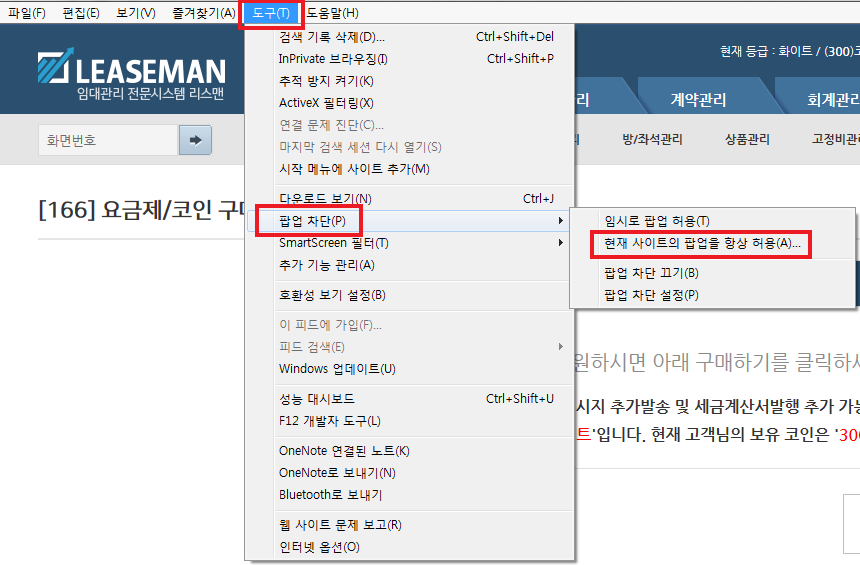 파일(F) 편집(E) 보기(V) 즐겨찾기(A) 도구(T) 도움말(H)
현재 등급 : 화이트 / (300)
LEASEMAN
임대관리 전문시스템 리스맨
계약관리 회계관리
화면번호
방/좌석관리 상품관리 고정비관리
[166] 요금제/코인
검색 기록 삭제(D)... Ctrl+Shift+Del
InPrivate 브라우징(I) Ctrl+Shift+P
추적 방지 켜기(K)
ActiveX 필터링(X)
연결 문제 진단(C)...
마지막 검색 세션 다시 열기(S)
시작 메뉴에 사이트 추가(M)
다운로드 보기(N) Ctrl+J
팝업 차단(P)
SmartScreen 필터(T)
추가 기능 관리(A)
호환성 보기 설정(B)
이 피드에 가입(F)...
피드 검색(E)
Windows 업데이트(U)
성능 대시보드 Ctrl+Shift+U
F12 개발자 도구(L)
OneNote 연결된 노트(K)
OneNote로 보내기(N)
Bluetooth로 보내기
웹 사이트 문제 보고(R)
인터넷 옵션(O)
임시로 팝업 허용(T)
현재 사이트의 팝업을 항상 허용(A)...
팝업 차단 끄기(B)
팝업 차단 설정(P)
원하시면 아래 구매하기를 클릭하시
시지 추가발송 및 세금계산서발행 추가 가능
트'입니다. 현재 고객님의 보유 코인은 '300